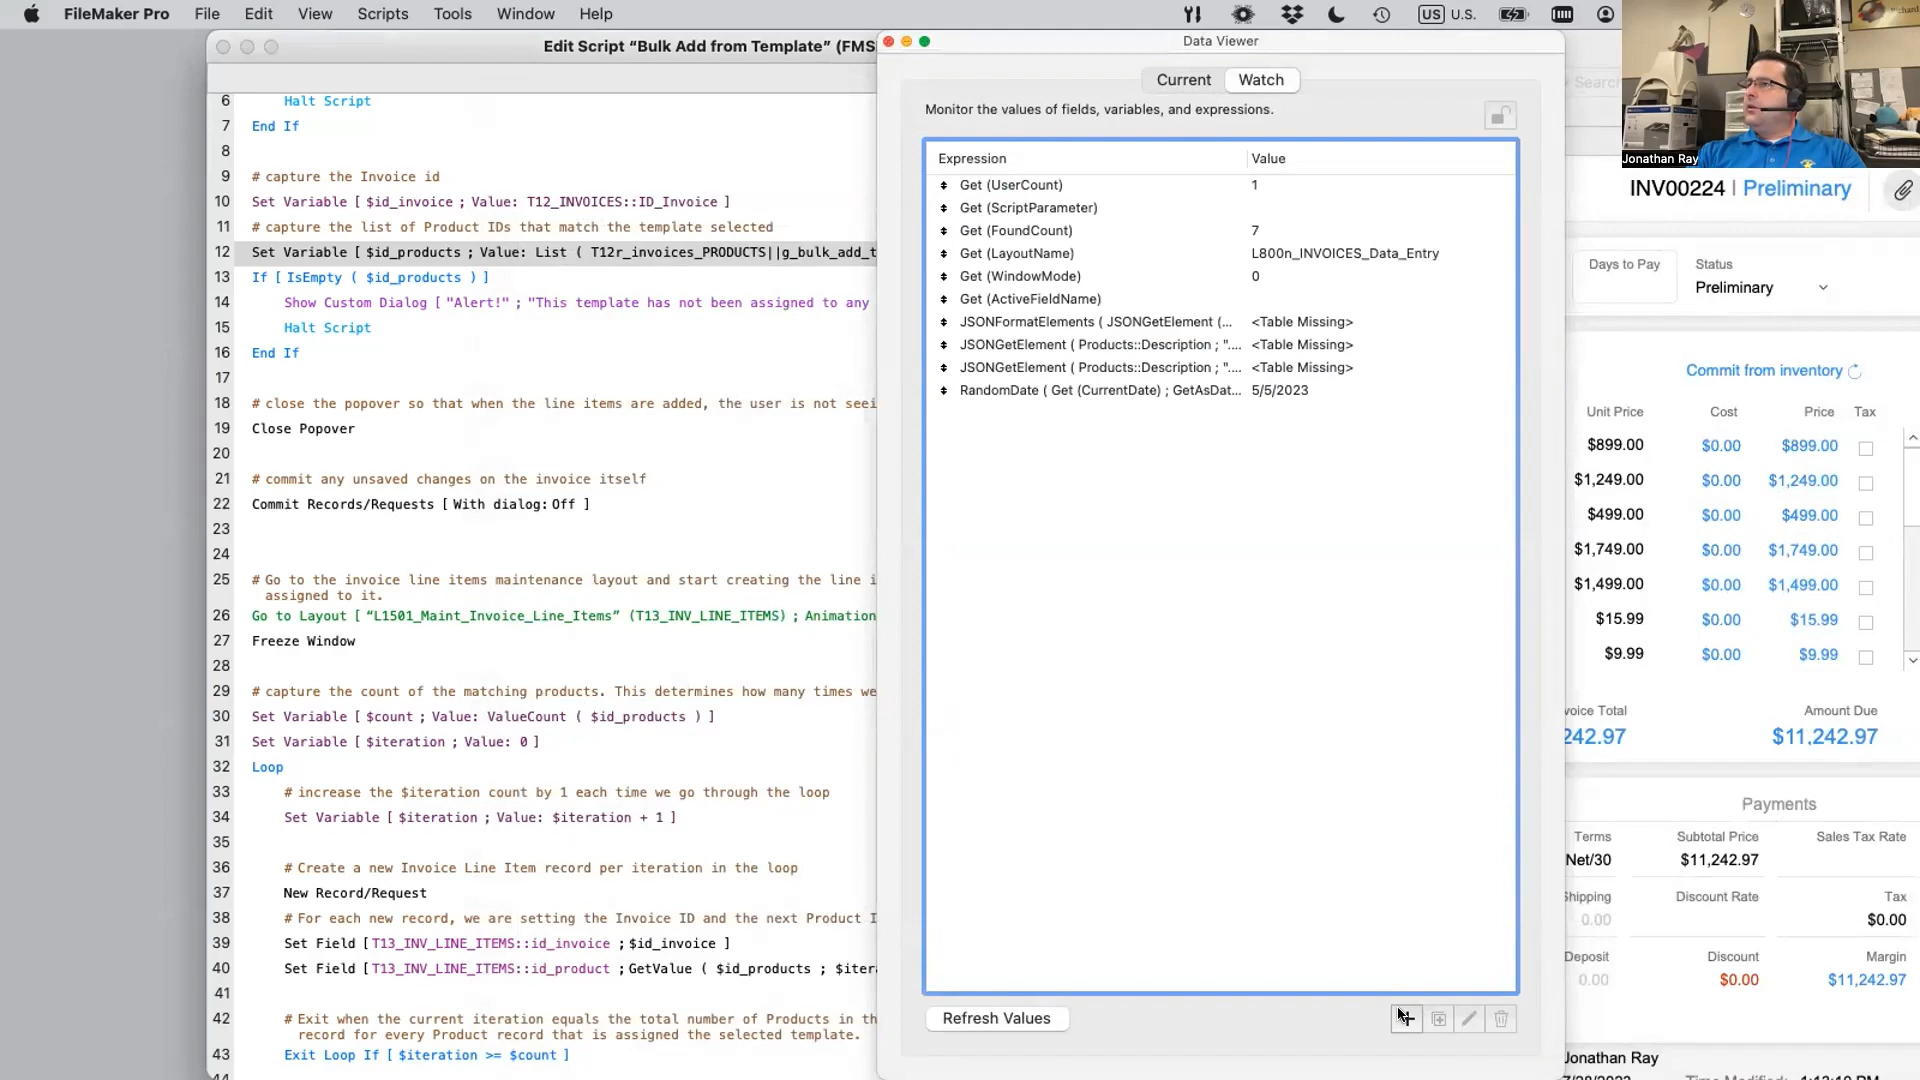 FileMaker Pro File Edit View Scripts Tools Window Help
US U.S.
Edit Script “Bulk Add from Template” (FMS
6 Halt Script
7 End If
8
9 # capture the Invoice id
10 Set Variable [ $id_invoice ; Value: T12_INVOICES::ID_Invoice ]
11 # capture the list of Product IDs that match the template selected
12 Set Variable [ $id_products ; Value: List ( T12r_invoices_PRODUCTS||g_bulk_add_t
13 If [ IsEmpty ( $id_products ) ]
14 Show Custom Dialog [ "Alert!" ; "This template has not been assigned to any
15 Halt Script
16 End If
17
18 # close the popover so that when the line items are added, the user is not seei
19 Close Popover
20
21 # commit any unsaved changes on the invoice itself
22 Commit Records/Requests [ With dialog: Off ]
23
24
25 # Go to the invoice line items maintenance layout and start creating the line i
assigned to it.
26 Go to Layout [ “L1501_Maint_Invoice_Line_Items” (T13_INV_LINE_ITEMS) ; Animation
27 Freeze Window
28
29 # capture the count of the matching products. This determines how many times we
30 Set Variable [ $count ; Value: ValueCount ( $id_products ) ]
31 Set Variable [ $iteration ; Value: 0 ]
32 Loop
33 # increase the $iteration count by 1 each time we go through the loop
34 Set Variable [ $iteration ; Value: $iteration + 1 ]
35
36 # Create a new Invoice Line Item record per iteration in the loop
37 New Record/Request
38 # For each new record, we are setting the Invoice ID and the next Product I
39 Set Field [ T13_INV_LINE_ITEMS::id_invoice ; $id_invoice ]
40 Set Field [ T13_INV_LINE_ITEMS::id_product ; GetValue ( $id_products ; $itera
41
42 # Exit when the current iteration equals the total number of Products in th
record for every Product record that is assigned the selected template.
43 Exit Loop If [ $iteration >= $count ]
Data Viewer
Current Watch
Monitor the values of fields, variables, and expressions.
Expression Value
Get (UserCount) 1
Get (ScriptParameter)
Get (FoundCount) 7
Get (LayoutName) L800n_INVOICES_Data_Entry
Get (WindowMode) 0
Get (ActiveFieldName)
JSONFormatElements ( JSONGetElement (... <Table Missing>
JSONGetElement ( Products::Description ; ".... <Table Missing>
JSONGetElement ( Products::Description ; ".... <Table Missing>
RandomDate ( Get (CurrentDate) ; GetAsDat... 5/5/2023
Refresh Values
Search
Jonathan Ray
INV00224 | Preliminary
Days to Pay Status
Preliminary
Commit from inventory
Unit Price Cost Price Tax
$899.00 $0.00 $899.00
$1,249.00 $0.00 $1,249.00
$499.00 $0.00 $499.00
$1,749.00 $0.00 $1,749.00
$1,499.00 $0.00 $1,499.00
$15.99 $0.00 $15.99
$9.99 $0.00 $9.99
voice Total Amount Due
242.97 $11,242.97
Payments
Terms Subtotal Price Sales Tax Rate
Net/30 $11,242.97
Shipping Discount Rate Tax
0.00 $0.00
Deposit Discount Margin
0.00 $0.00 $11,242.97
Jonathan Ray